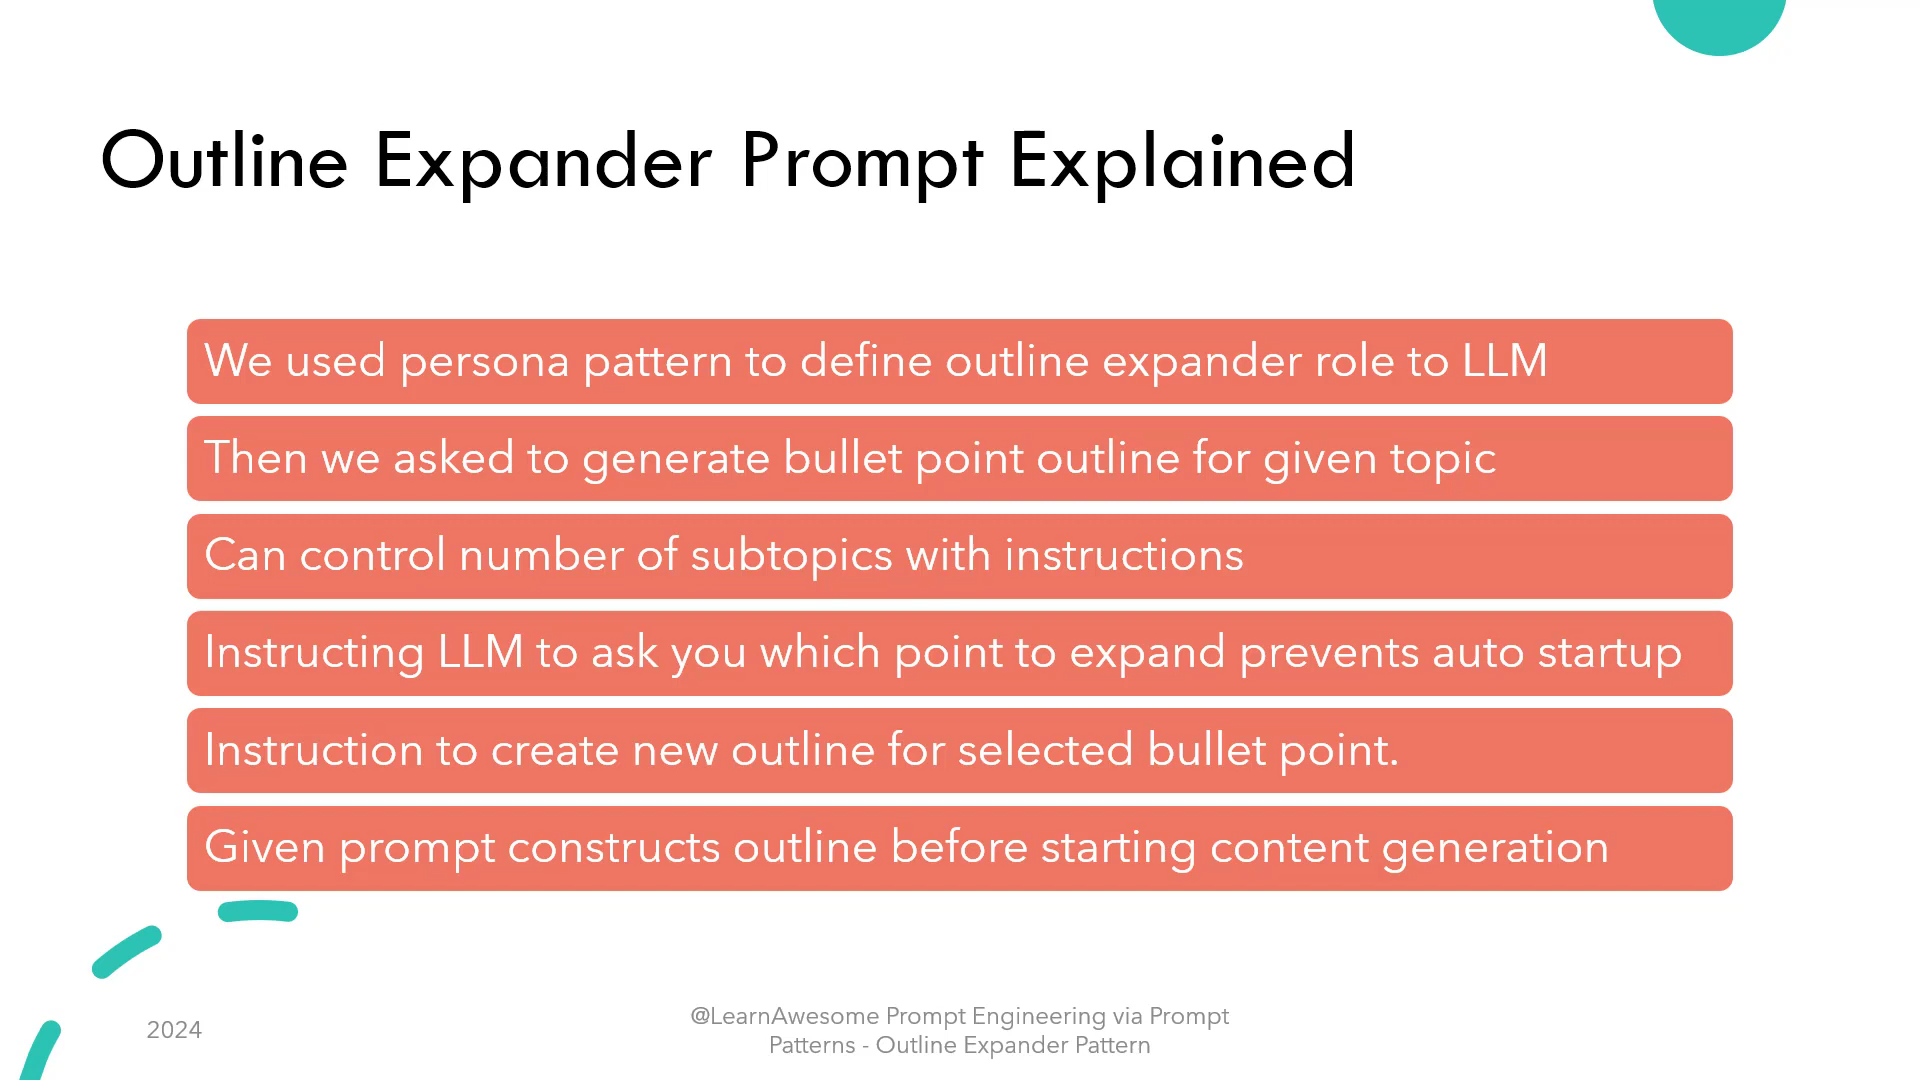 Outline Expander Prompt Explained
We used persona pattern to define outline expander role to LLM
Then we asked to generate bullet point outline for given topic
Can control number of subtopics with instructions
Instructing LLM to ask you which point to expand prevents auto startup
Instruction to create new outline for selected bullet point.
Given prompt constructs outline before starting content generation
2024
@LearnAwesome Prompt Engineering via Prompt
Patterns - Outline Expander Pattern